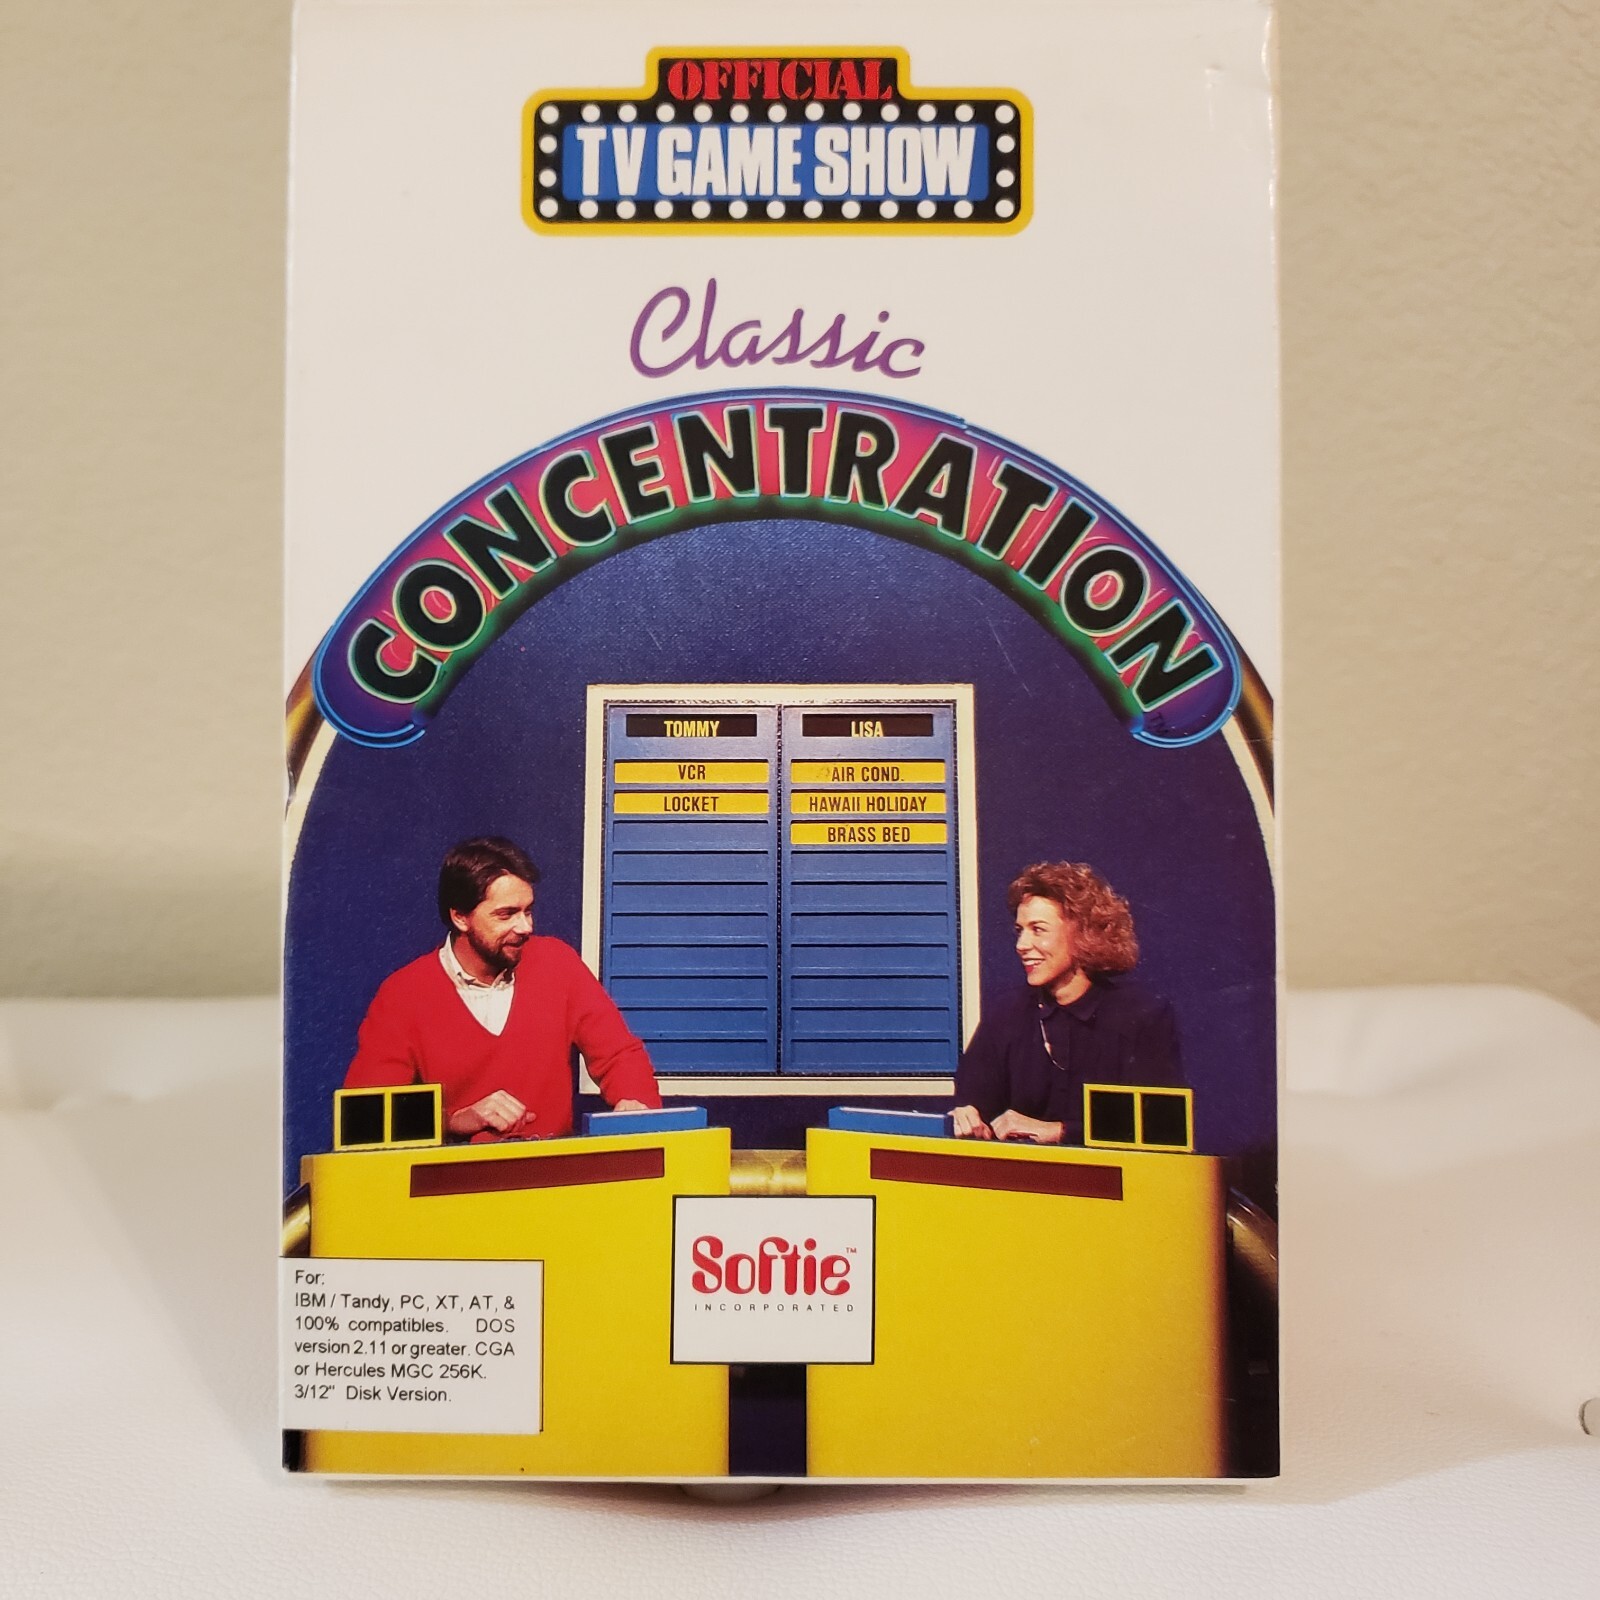 OFFICIAL
TV GAME SHOW
Classic
CONCENTRATION™
TOMMY
LISA
VCR
AIR COND.
LOCKET
HAWAII HOLIDAY
BRASS BED
Softie™
INCORPORATED
For:
IBM / Tandy, PC, XT, AT, &
100% compatibles. DOS
version 2.11 or greater. CGA
or Hercules MGC 256K.
3/12" Disk Version.